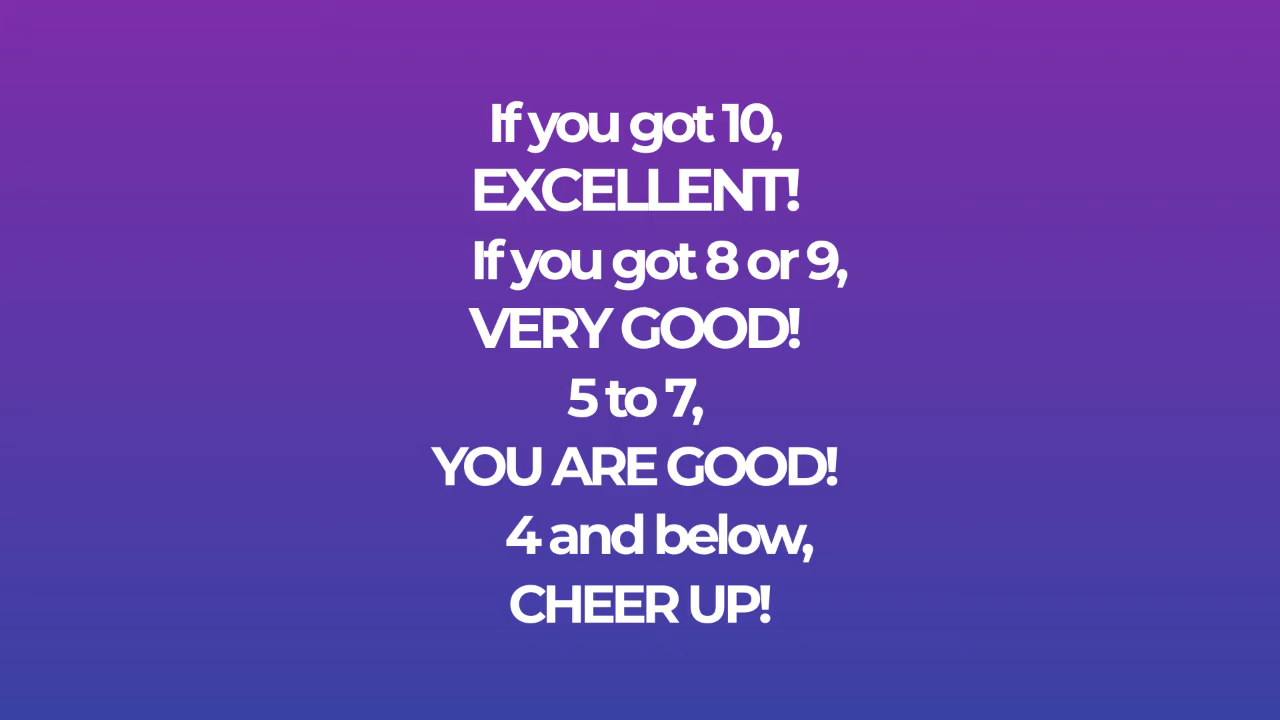 If you got 10,
EXCELLENT!
If you got 8 or 9,
VERY GOOD!
5 to 7,
YOU ARE GOOD!
4 and below,
CHEER UP!